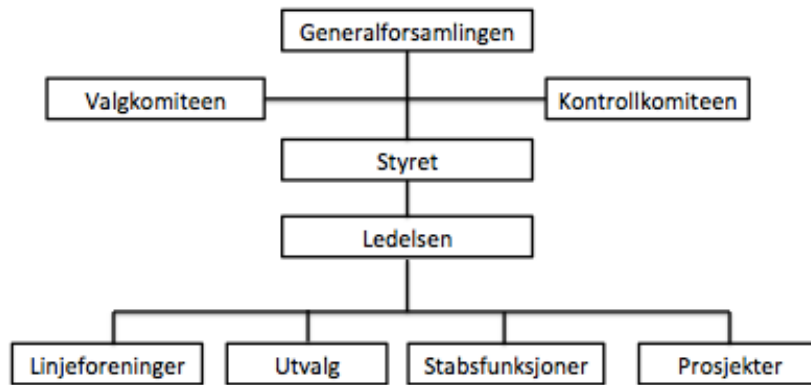 Generalforsamlingen
Valgkomiteen
Kontrollkomiteen
Styret
Ledelsen
Linjeforeninger
Utvalg
Stabsfunksjoner
Prosjekter